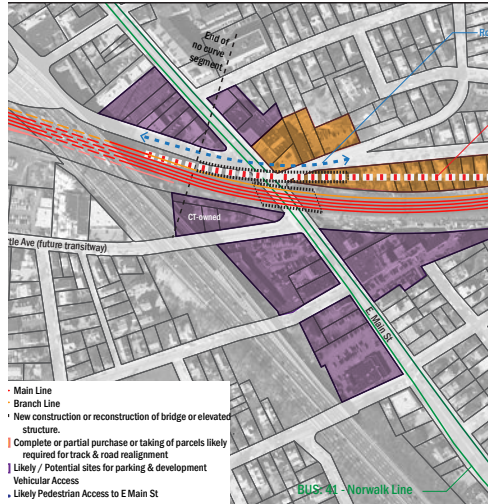 End of
no curve
segment
Ro
CT-owned
tle Ave (future transitway)
E. Main St
Main Line
Branch Line
New construction or reconstruction of bridge or elevated
structure.
Complete or partial purchase or taking of parcels likely
required for track & road realignment
Likely / Potential sites for parking & development
Vehicular Access
Likely Pedestrian Access to E Main St
BUS: 41 - Norwalk Line